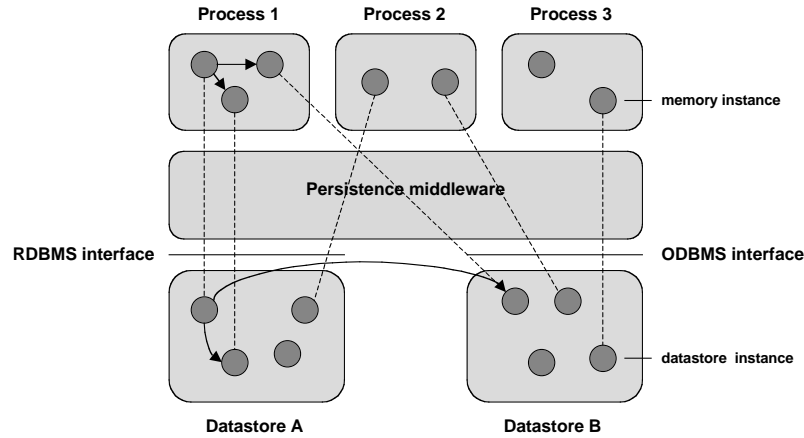 Process 1
Process 2
Process 3
memory instance
Persistence middleware
RDBMS interface
ODBMS interface
datastore instance
Datastore A
Datastore B